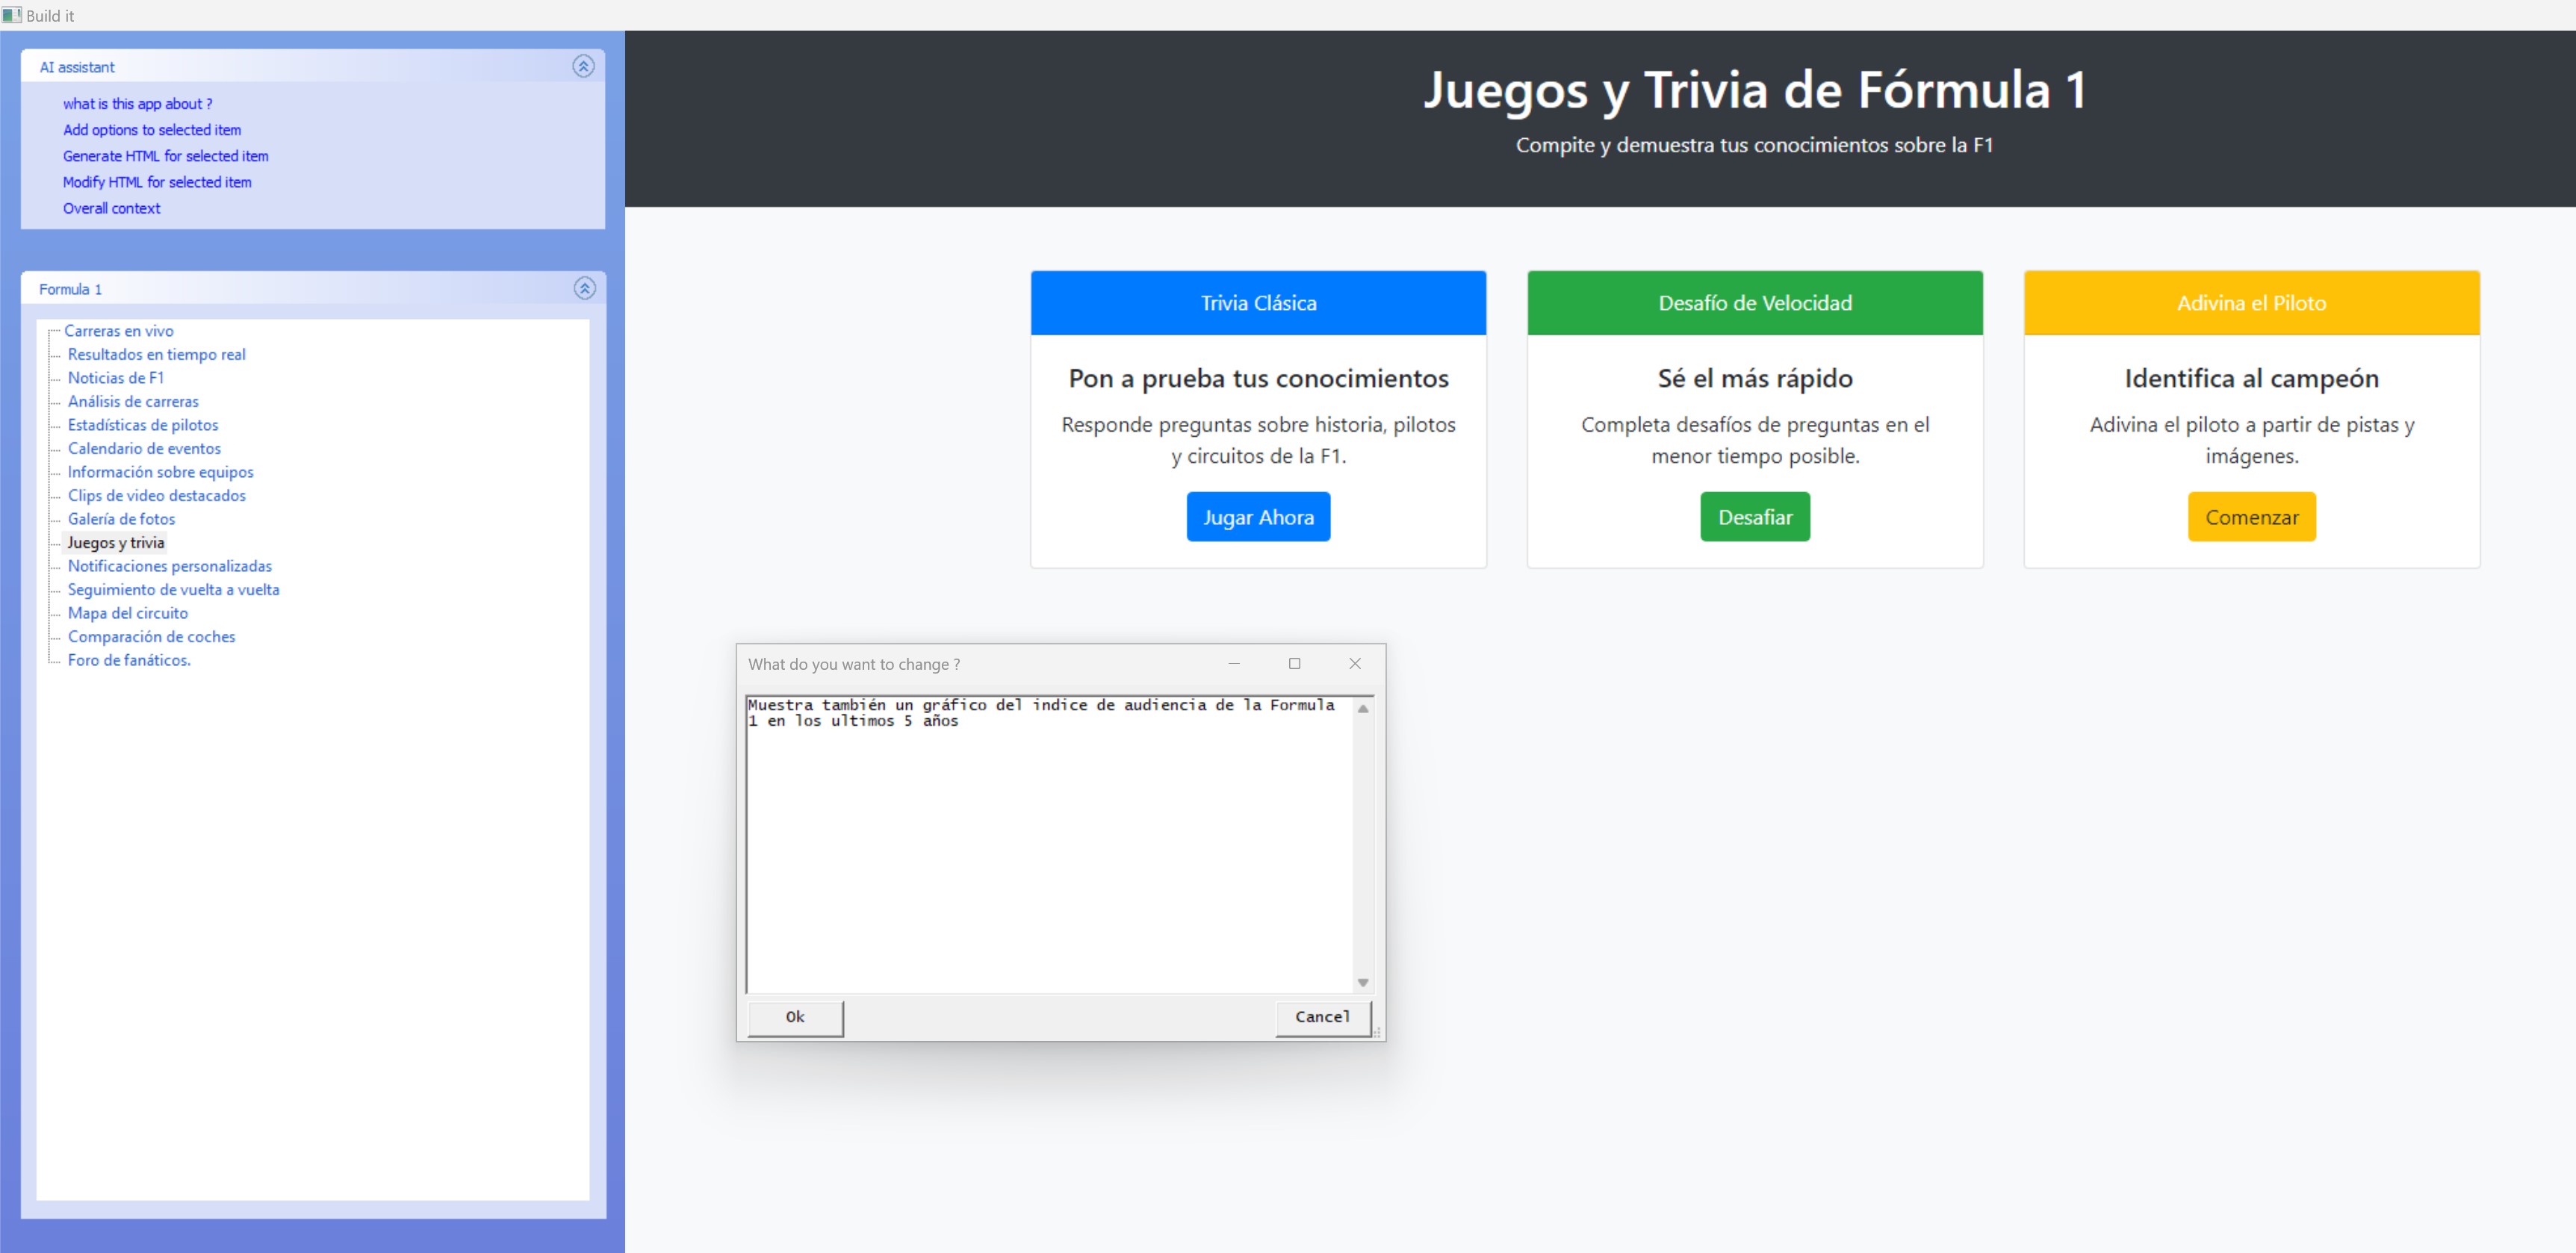 Build it
AI assistant
what is this app about ?
Add options to selected item
Generate HTML for selected item
Modify HTML for selected item
Overall context
Formula 1
Carreras en vivo
Resultados en tiempo real
Noticias de F1
Análisis de carreras
Estadísticas de pilotos
Calendario de eventos
Información sobre equipos
Clips de video destacados
Galería de fotos
Juegos y trivia
Notificaciones personalizadas
Seguimiento de vuelta a vuelta
Mapa del circuito
Comparación de coches
Foro de fanáticos.
Juegos y Trivia de Fórmula 1
Compite y demuestra tus conocimientos sobre la F1
Trivia Clásica
Pon a prueba tus conocimientos
Responde preguntas sobre historia, pilotos
y circuitos de la F1.
Jugar Ahora
Desafío de Velocidad
Sé el más rápido
Completa desafíos de preguntas en el
menor tiempo posible.
Desafiar
Adivina el Piloto
Identifica al campeón
Adivina el piloto a partir de pistas y
imágenes.
Comenzar
What do you want to change ?
Muestra también un gráfico del indice de audiencia de la Formula
1 en los ultimos 5 años
Ok
Cancel